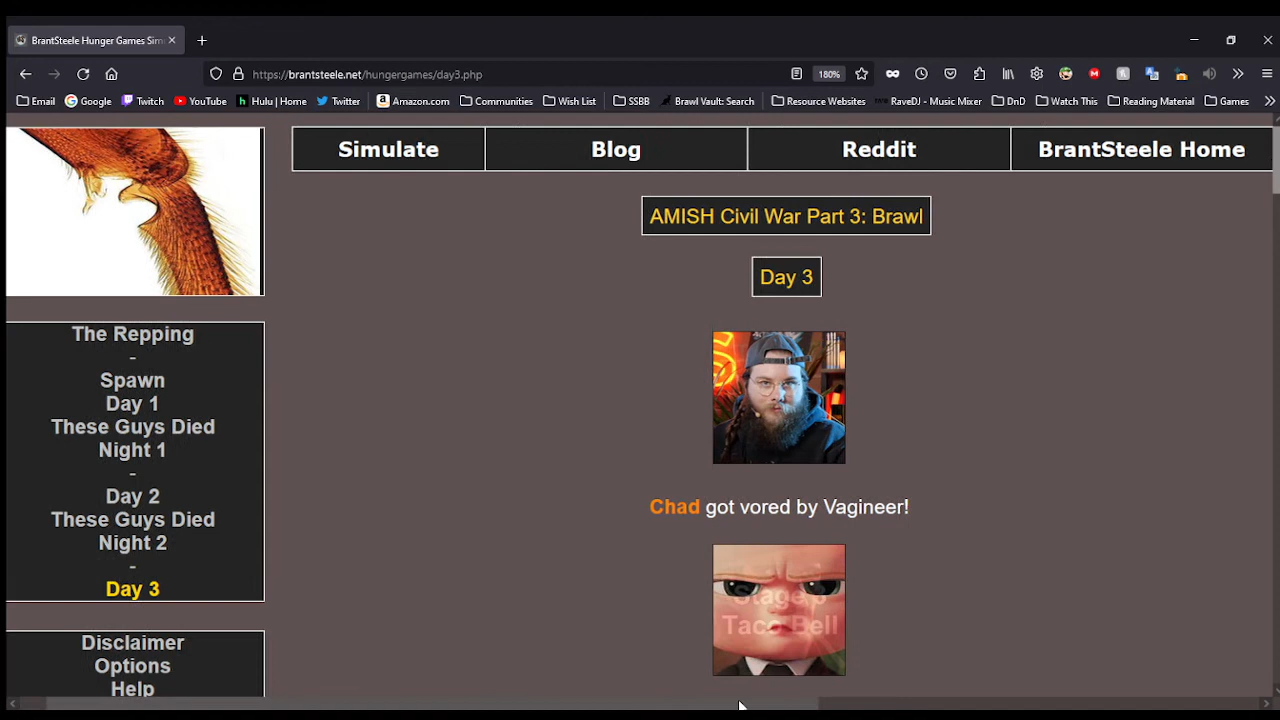 BrantSteele Hunger Games Sim
https://brantsteele.net/hungergames/day3.php
180%
Email
Google
Twitch
YouTube
Hulu | Home
Twitter
Amazon.com
Communities
Wish List
SSBB
Brawl Vault: Search
Resource Websites
RaveDJ - Music Mixer
DnD
Watch This
Reading Material
Games
Simulate
Blog
Reddit
BrantSteele Home
AMISH Civil War Part 3: Brawl
Day 3
The Repping
-
Spawn
Day 1
These Guys Died
Night 1
-
Day 2
These Guys Died
Night 2
-
Day 3
Disclaimer
Options
Help
Chad got vored by Vagineer!
Stage 3
Taco Bell